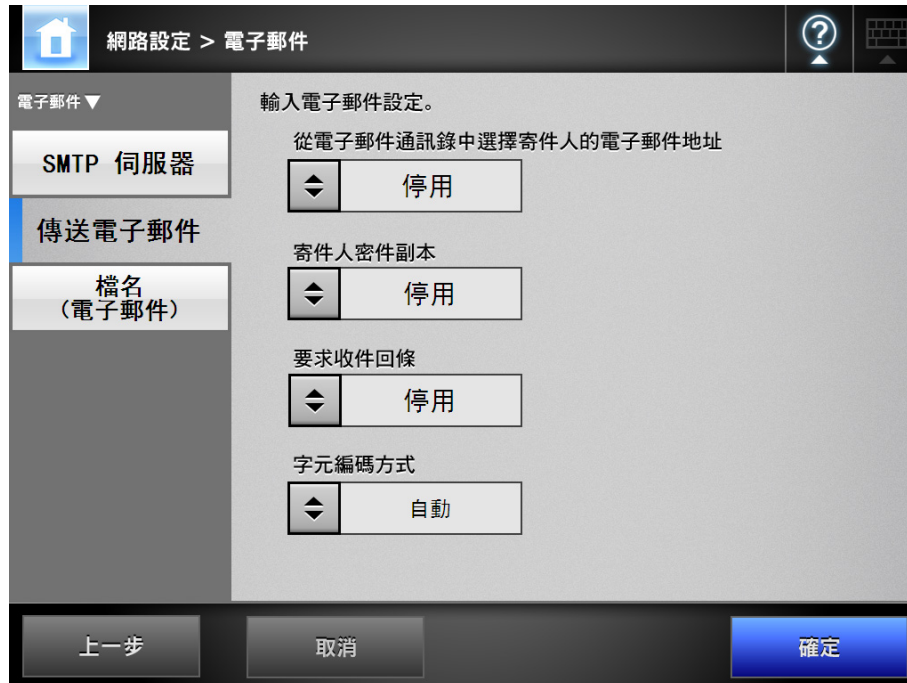 網路設定 > 電子郵件
電子郵件▼
SMTP 伺服器
傳送電子郵件
檔名
（電子郵件）
輸入電子郵件設定。
從電子郵件通訊錄中選擇寄件人的電子郵件地址
停用
寄件人密件副本
停用
要求收件回條
停用
字元編碼方式
自動
上一步
取消
確定